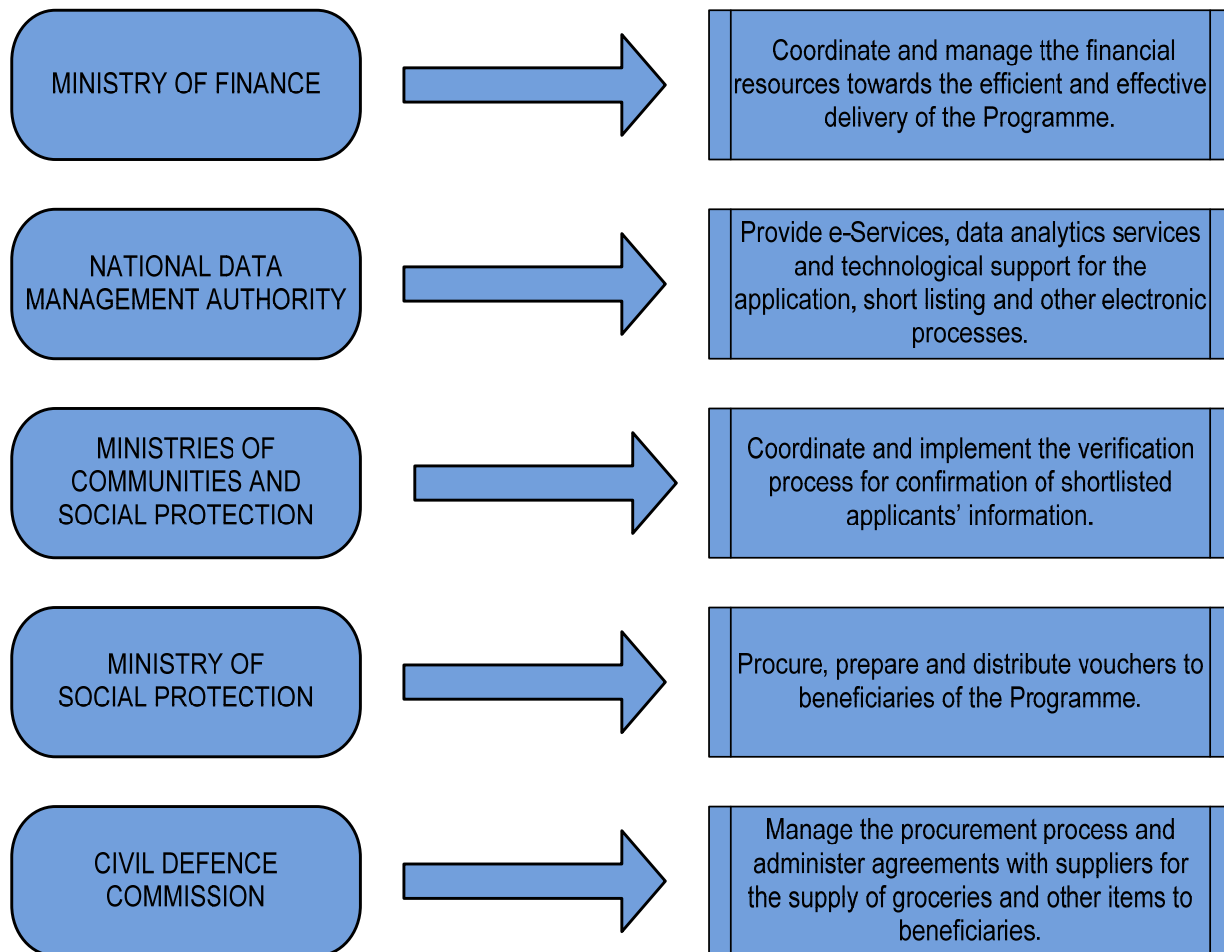 MINISTRY OF FINANCE
Coordinate and manage tthe financial
resources towards the efficient and effective
delivery of the Programme.
NATIONAL DATA
MANAGEMENT AUTHORITY
Provide e-Services, data analytics services
and technological support for the
application, short listing and other electronic
processes.
MINISTRIES OF
COMMUNITIES AND
SOCIAL PROTECTION
Coordinate and implement the verification
process for confirmation of shortlisted
applicants’ information.
MINISTRY OF
SOCIAL PROTECTION
Procure, prepare and distribute vouchers to
beneficiaries of the Programme.
CIVIL DEFENCE
COMMISSION
Manage the procurement process and
administer agreements with suppliers for
the supply of groceries and other items to
beneficiaries.